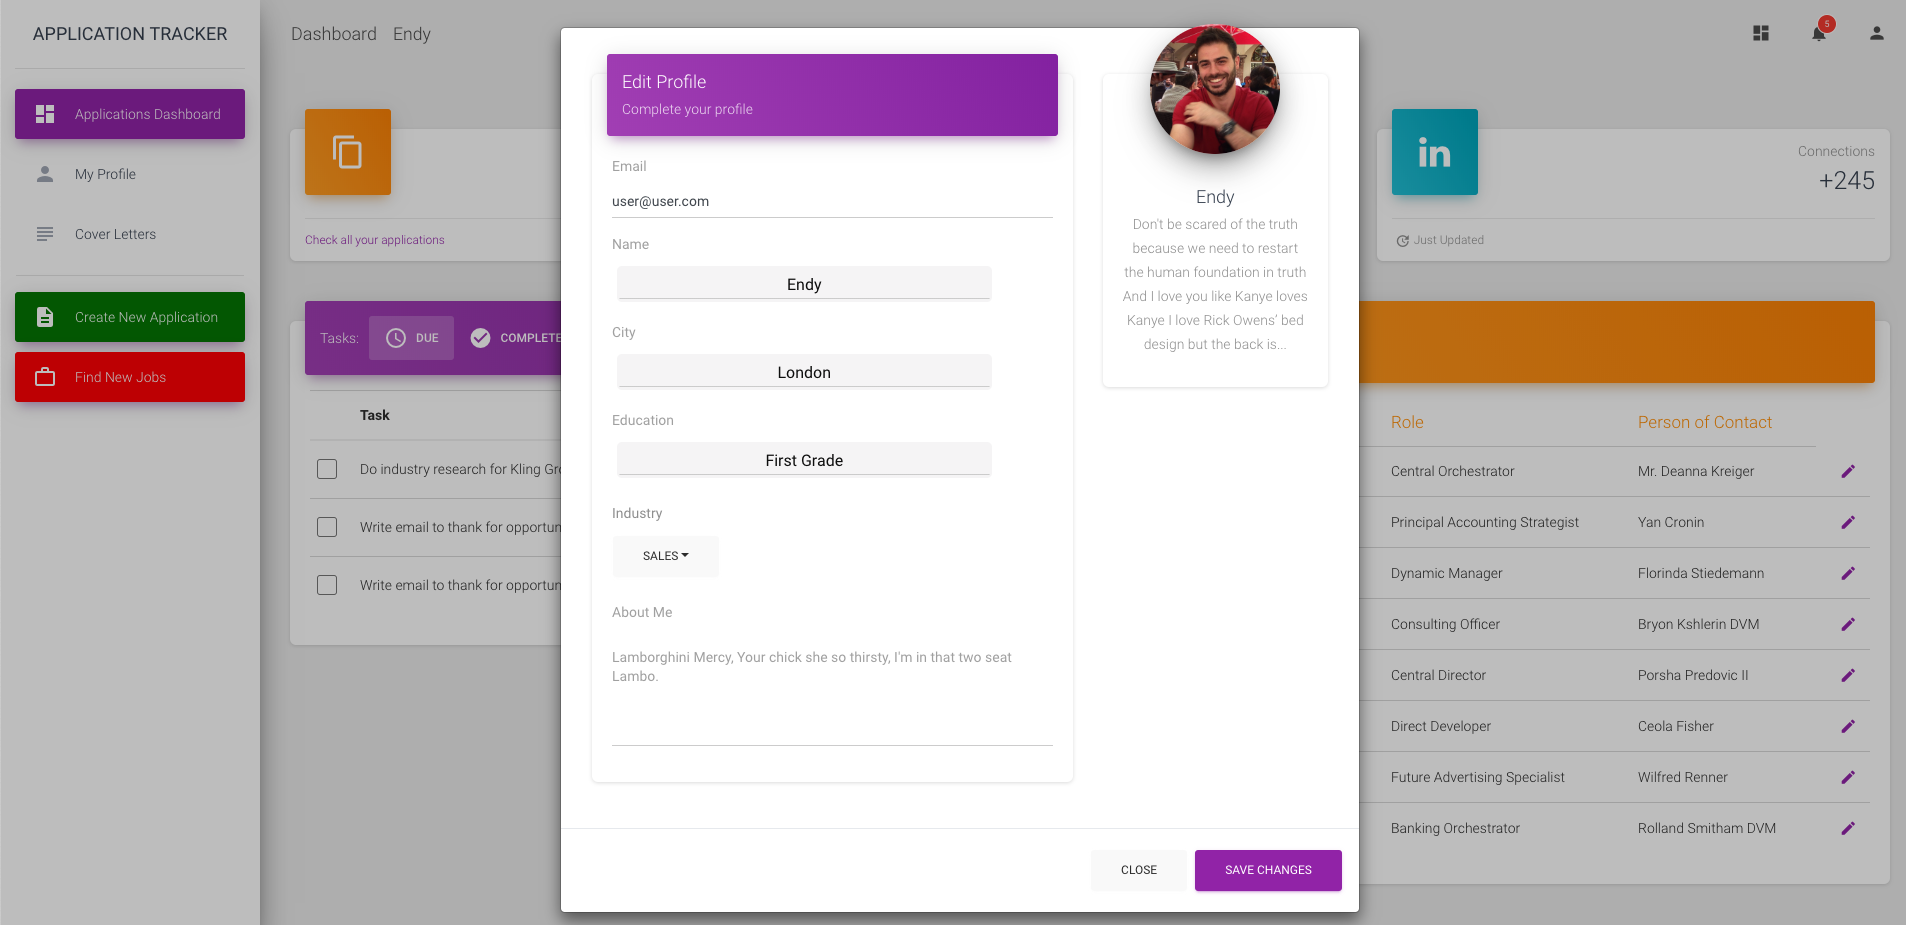 APPLICATION TRACKER
Dashboard Endy
5
Applications Dashboard
My Profile
Cover Letters
Create New Application
Find New Jobs
Check all your applications
Tasks: DUE COMPLETE
Task
Do industry research for Kling Gro
Write email to thank for opportun
Write email to thank for opportun
Edit Profile
Complete your profile
Email
user@user.com
Name
Endy
City
London
Education
First Grade
Industry
SALES
About Me
Lamborghini Mercy, Your chick she so thirsty, I'm in that two seat
Lambo.
Endy
Don't be scared of the truth
because we need to restart
the human foundation in truth
And I love you like Kanye loves
Kanye I love Rick Owens' bed
design but the back is...
CLOSE SAVE CHANGES
in
Connections
+245
Just Updated
Role Person of Contact
Central Orchestrator Mr. Deanna Kreiger
Principal Accounting Strategist Yan Cronin
Dynamic Manager Florinda Stiedemann
Consulting Officer Bryon Kshlerin DVM
Central Director Porsha Predovic II
Direct Developer Ceola Fisher
Future Advertising Specialist Wilfred Renner
Banking Orchestrator Rolland Smitham DVM